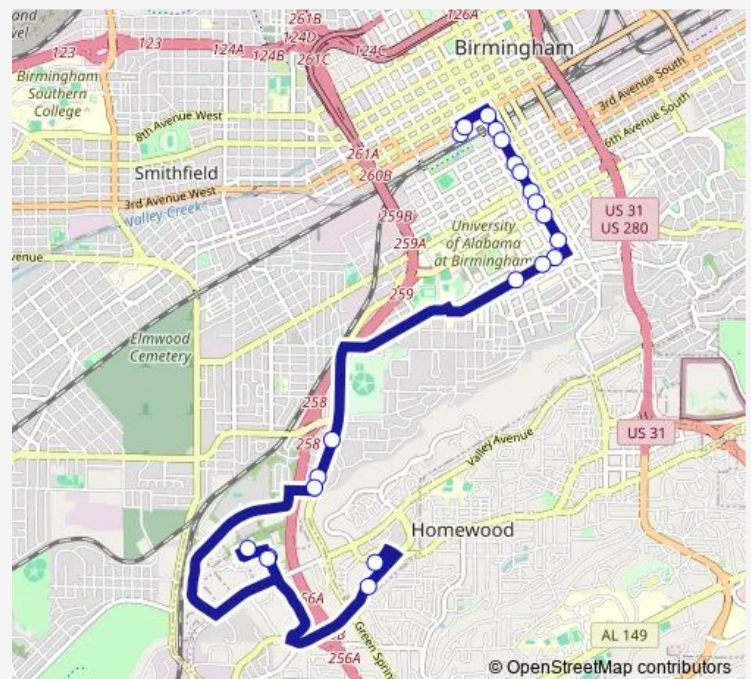 ond
vel
123
123
124A
124B
124D
261B
261C
124C
126A
Birmingham
Birmingham
Southern
College
8th Avenue West
3rd Avenue South
6th Avenue South
Smithfield
261A
260B
3rd Avenue West
Valley Creek
259B
259A
University
of Alabama
at Birmingham
US 31
US 280
venue
259
Elmwood
Cemetery
258
258
Valley Avenue
US 31
Homewood
56A
B
256A
Green Spri
AL 149
© OpenStreetMap contributors